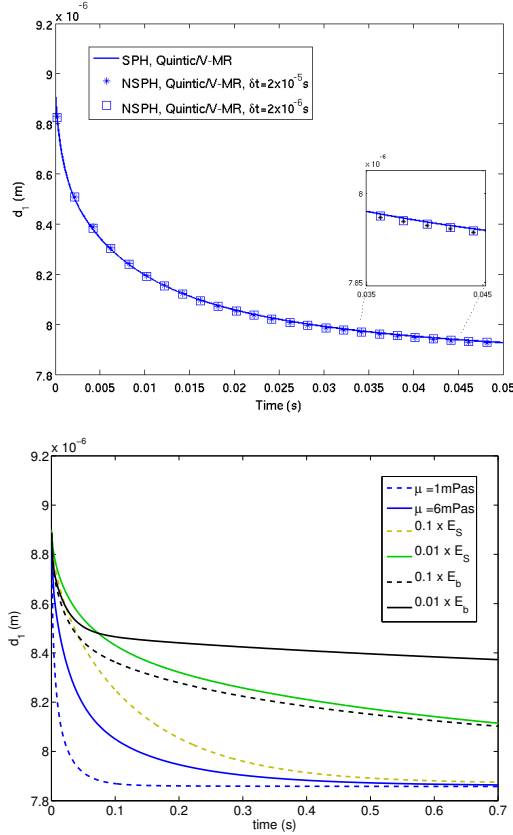 x 10⁻⁶
9.2
9
8.8
8.6
8.4
8.2
8
7.8
d₁ (m)
SPH, Quintic/V-MR
NSPH, Quintic/V-MR, δt=2x10⁻⁵s
NSPH, Quintic/V-MR, δt=2x10⁻⁶s
x 10⁻⁶
8
7.85
0.035 0.045
0 0.005 0.01 0.015 0.02 0.025 0.03 0.035 0.04 0.045 0.05
Time (s)
x 10⁻⁶
9.2
9
8.8
8.6
8.4
8.2
8
7.8
d₁ (m)
μ =1mPas
μ =6mPas
0.1 x E_S
0.01 x E_S
0.1 x E_b
0.01 x E_b
0 0.1 0.2 0.3 0.4 0.5 0.6 0.7
time (s)